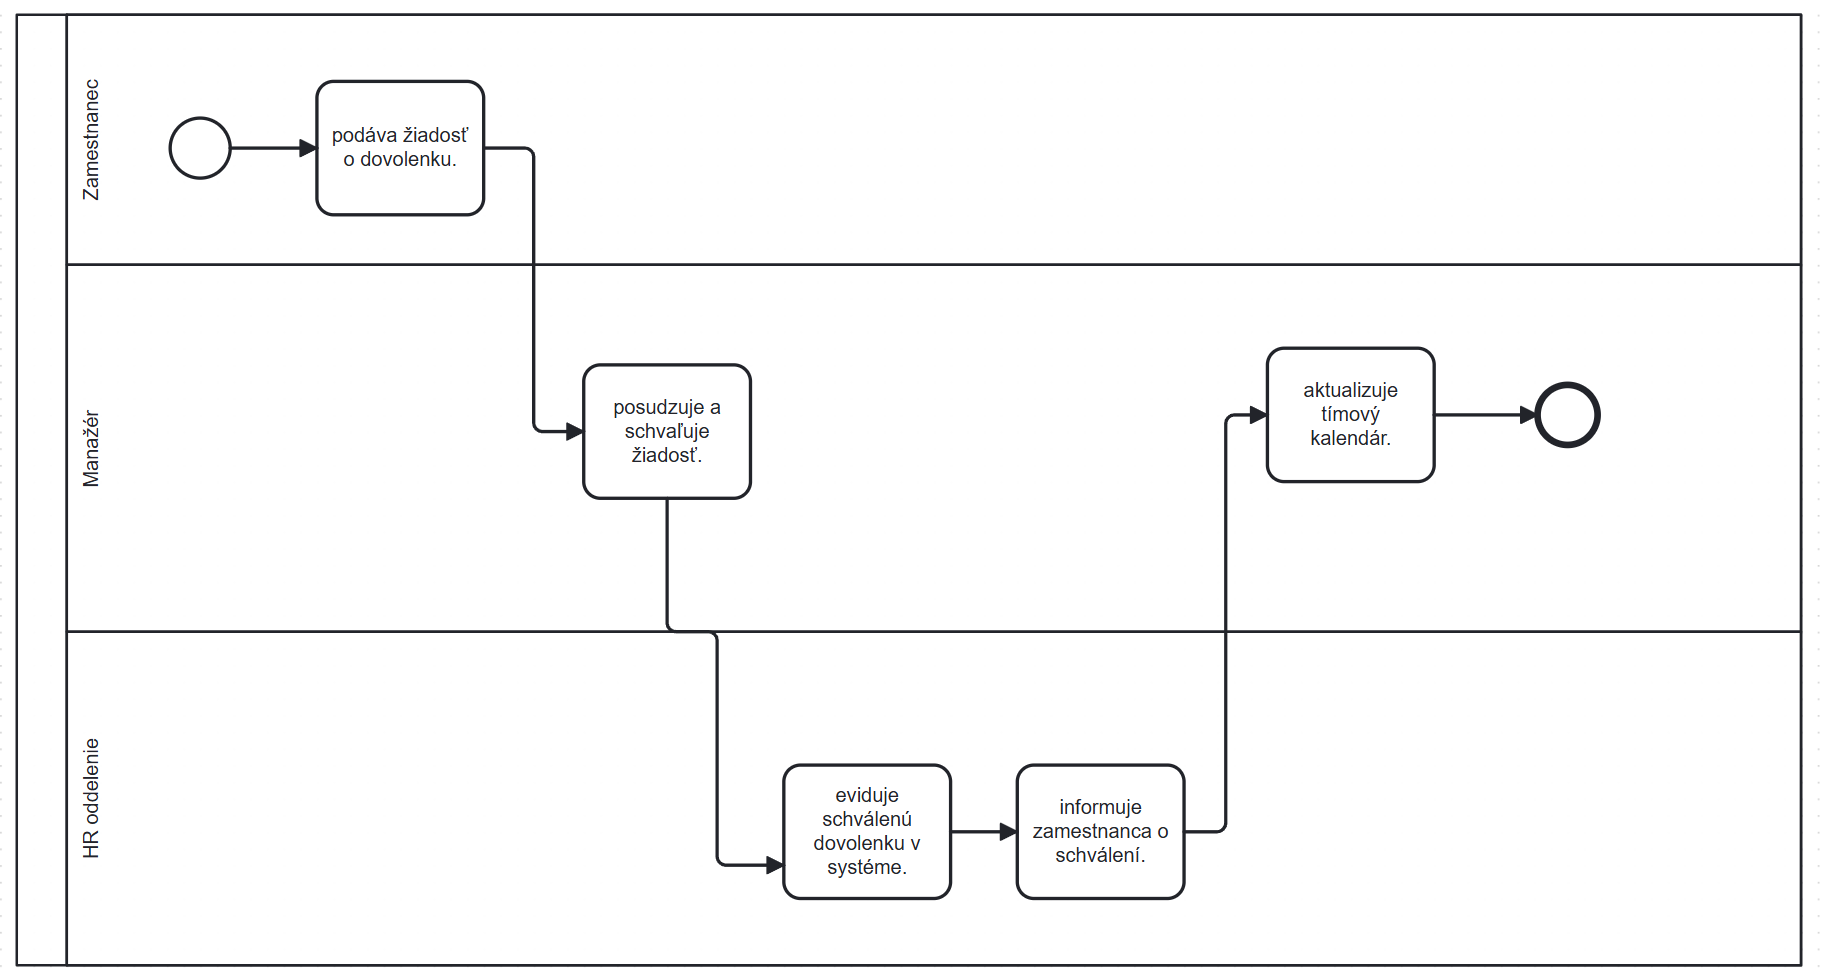 Zamestnanec
podáva žiadosť
o dovolenku.
Manažér
posudzuje a
schvaľuje
žiadosť.
aktualizuje
tímový
kalendár.
HR oddelenie
eviduje
schválenú
dovolenku v
systéme.
informuje
zamestnanca o
schválení.